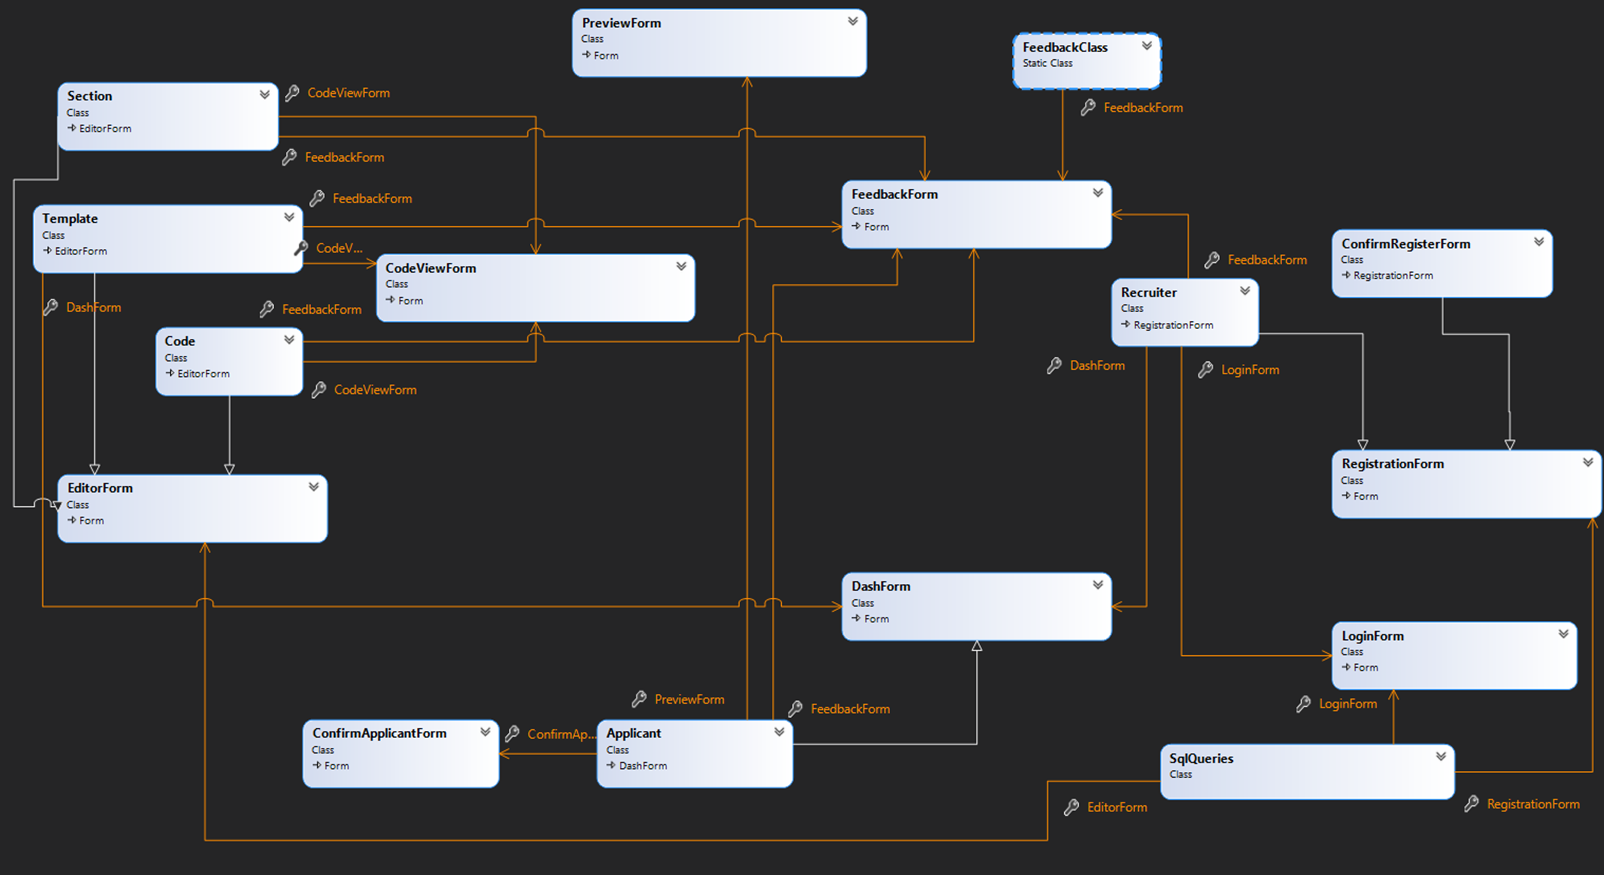 PreviewForm
Class
Form
FeedbackClass
Static Class
FeedbackForm
Section
Class
EditorForm
CodeViewForm
FeedbackForm
Template
Class
EditorForm
FeedbackForm
CodeV...
DashForm
FeedbackForm
CodeViewForm
Class
Form
FeedbackForm
Class
Form
Recruiter
Class
RegistrationForm
FeedbackForm
DashForm
LoginForm
ConfirmRegisterForm
Class
RegistrationForm
Code
Class
EditorForm
CodeViewForm
EditorForm
Class
Form
RegistrationForm
Class
Form
DashForm
Class
Form
LoginForm
Class
Form
LoginForm
PreviewForm
FeedbackForm
ConfirmApplicantForm
Class
Form
ConfirmAp...
Applicant
Class
DashForm
SqlQueries
Class
EditorForm
RegistrationForm